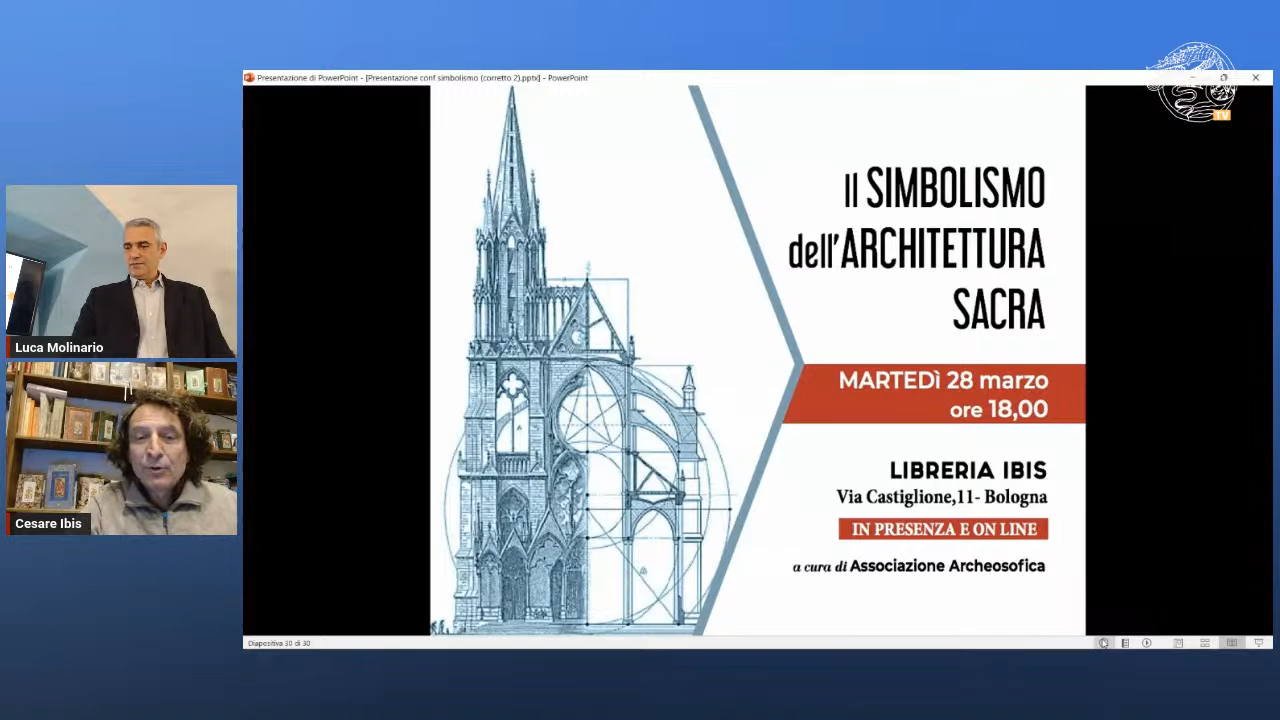 Presentazione di PowerPoint - [Presentazione conf simbolismo (corretto 2).pptx] - PowerPoint
TV
Il SIMBOLISMO
dell'ARCHITETTURA
SACRA
MARTEDÌ 28 marzo
ore 18,00
LIBRERIA IBIS
Via Castiglione,11- Bologna
IN PRESENZA E ON LINE
a cura di Associazione Archeosofica
Luca Molinario
Cesare Ibis
Diapositiva 30 di 30